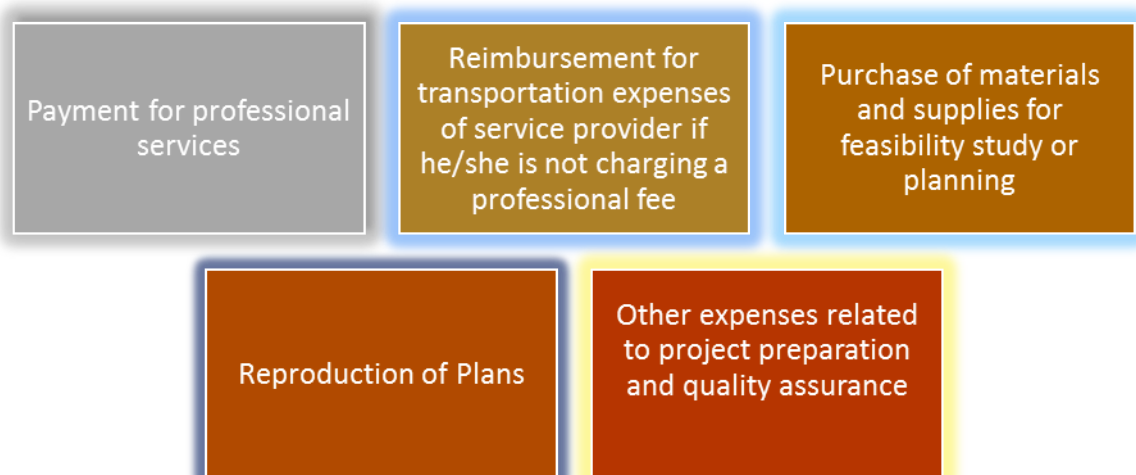 Payment for professional
services
Reimbursement for
transportation expenses
of service provider if
he/she is not charging a
professional fee
Purchase of materials
and supplies for
feasibility study or
planning
Reproduction of Plans
Other expenses related
to project preparation
and quality assurance